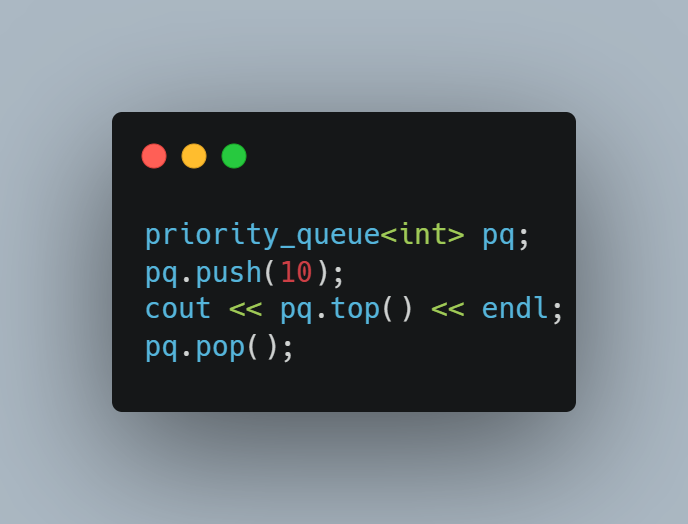 priority_queue<int> pq;
pq.push(10);
cout << pq.top() << endl;
pq.pop();